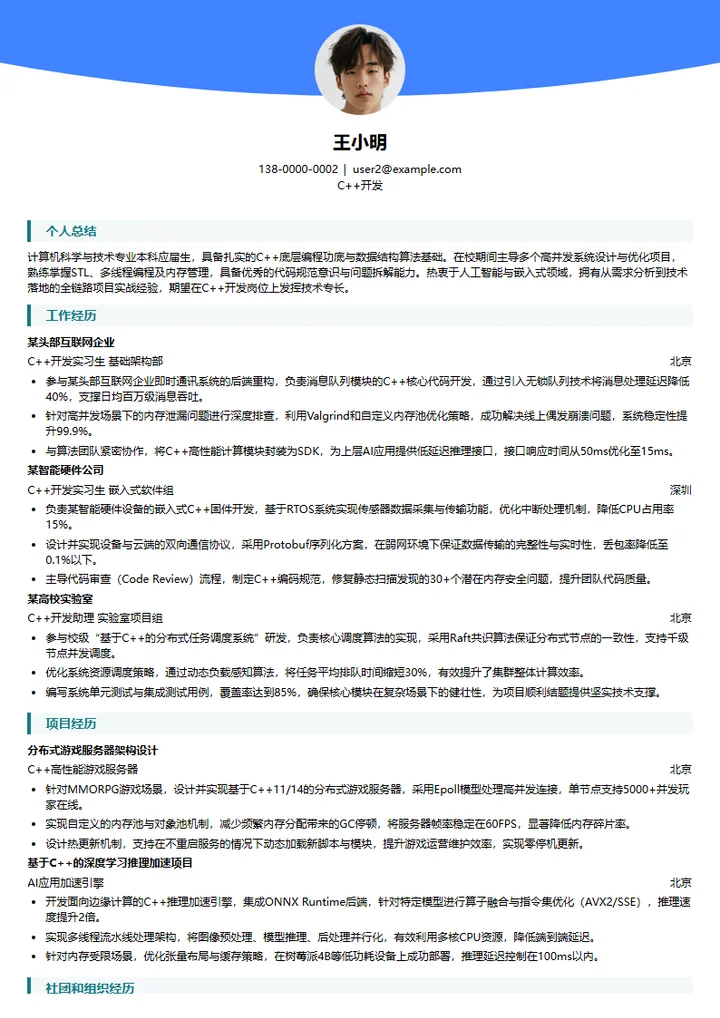 王小明
138-0000-0002 | user2@example.com
C++开发
个人总结
计算机科学与技术专业本科应届生，具备扎实的C++底层编程功底与数据结构算法基础。在校期间主导多个高并发系统设计与优化项目，
熟练掌握STL、多线程编程及内存管理，具备优秀的代码规范意识与问题拆解能力。热衷于人工智能与嵌入式领域，拥有从需求分析到技术
落地的全链路项目实战经验，期望在C++开发岗位上发挥技术专长。
工作经历
某头部互联网企业
C++开发实习生 基础架构部 北京
• 参与某头部互联网企业即时通讯系统的后端重构，负责消息队列模块的C++核心代码开发，通过引入无锁队列技术将消息处理延迟降低
40%，支撑日均百万级消息吞吐。
• 针对高并发场景下的内存泄漏问题进行深度排查，利用Valgrind和自定义内存池优化策略，成功解决线上偶发崩溃问题，系统稳定性提
升99.9%。
• 与算法团队紧密协作，将C++高性能计算模块封装为SDK，为上层AI应用提供低延迟推理接口，接口响应时间从50ms优化至15ms。
某智能硬件公司
C++开发实习生 嵌入式软件组 深圳
• 负责某智能硬件设备的嵌入式C++固件开发，基于RTOS系统实现传感器数据采集与传输功能，优化中断处理机制，降低CPU占用率
15%。
• 设计并实现设备与云端的双向通信协议，采用Protobuf序列化方案，在弱网环境下保证数据传输的完整性与实时性，丢包率降低至
0.1%以下。
• 主导代码审查（Code Review）流程，制定C++编码规范，修复静态扫描发现的30+个潜在内存安全问题，提升团队代码质量。
某高校实验室
C++开发助理 实验室项目组 北京
• 参与校级“基于C++的分布式任务调度系统”研发，负责核心调度算法的实现，采用Raft共识算法保证分布式节点的一致性，支持千级
节点并发调度。
• 优化系统资源调度策略，通过动态负载感知算法，将任务平均排队时间缩短30%，有效提升了集群整体计算效率。
• 编写系统单元测试与集成测试用例，覆盖率达到85%，确保核心模块在复杂场景下的健壮性，为项目顺利结题提供坚实技术支撑。
项目经历
分布式游戏服务器架构设计
C++高性能游戏服务器 北京
• 针对MMORPG游戏场景，设计并实现基于C++11/14的分布式游戏服务器，采用Epoll模型处理高并发连接，单节点支持5000+并发玩
家在线。
• 实现自定义的内存池与对象池机制，减少频繁内存分配带来的GC停顿，将服务器帧率稳定在60FPS，显著降低内存碎片率。
• 设计热更新机制，支持在不重启服务的情况下动态加载新脚本与模块，提升游戏运营维护效率，实现零停机更新。
基于C++的深度学习推理加速项目
AI应用加速引擎 北京
• 开发面向边缘计算的C++推理加速引擎，集成ONNX Runtime后端，针对特定模型进行算子融合与指令集优化（AVX2/SSE），推理速
度提升2倍。
• 实现多线程流水线处理架构，将图像预处理、模型推理、后处理并行化，有效利用多核CPU资源，降低端到端延迟。
• 针对内存受限场景，优化张量布局与缓存策略，在树莓派4B等低功耗设备上成功部署，推理延迟控制在100ms以内。
社团和组织经历